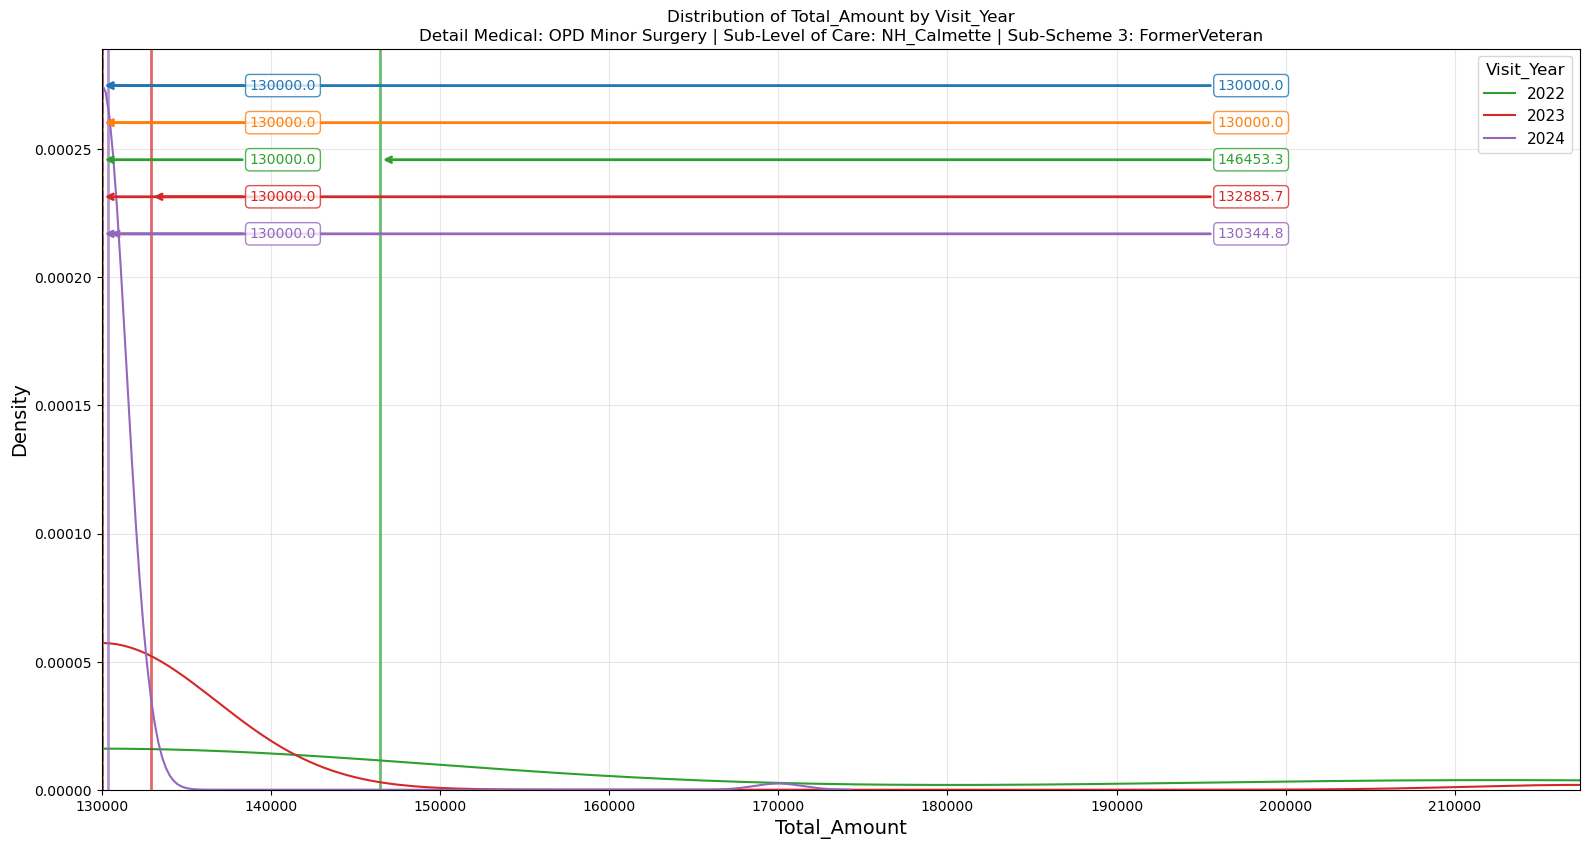 Distribution of Total_Amount by Visit_Year
Detail Medical: OPD Minor Surgery | Sub-Level of Care: NH_Calmette | Sub-Scheme 3: FormerVeteran
Visit_Year
2022
2023
2024
130000.0 130000.0
130000.0 130000.0
130000.0 146453.3
130000.0 132885.7
130000.0 130344.8
Density
0.00025
0.00020
0.00015
0.00010
0.00005
0.00000
130000 140000 150000 160000 170000 180000 190000 200000 210000
Total_Amount